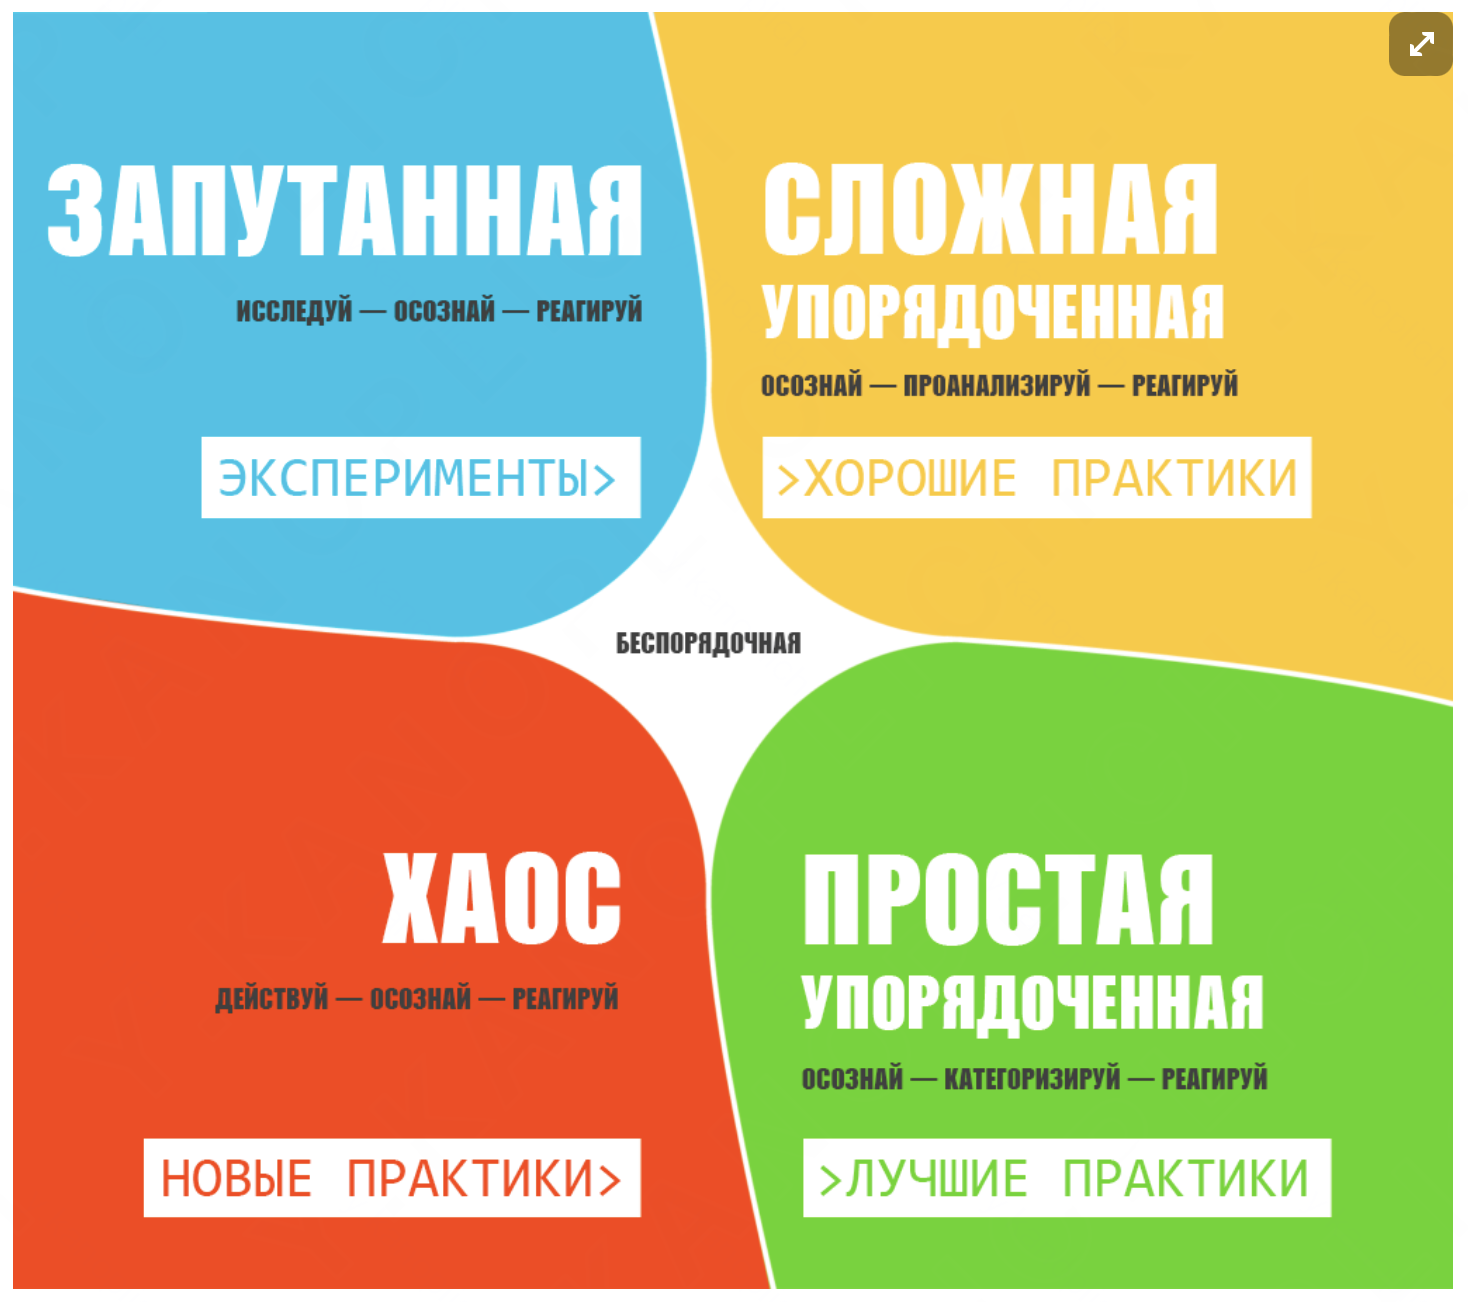 ЗАПУТАННАЯ
ИССЛЕДУЙ — ОСОЗНАЙ — РЕАГИРУЙ
ЭКСПЕРИМЕНТЫ>
СЛОЖНАЯ
УПОРЯДОЧЕННАЯ
ОСОЗНАЙ — ПРОАНАЛИЗИРУЙ — РЕАГИРУЙ
>ХОРОШИЕ ПРАКТИКИ
БЕСПОРЯДОЧНАЯ
ХАОС
ДЕЙСТВУЙ — ОСОЗНАЙ — РЕАГИРУЙ
НОВЫЕ ПРАКТИКИ>
ПРОСТАЯ
УПОРЯДОЧЕННАЯ
ОСОЗНАЙ — КАТЕГОРИЗИРУЙ — РЕАГИРУЙ
>ЛУЧШИЕ ПРАКТИКИ